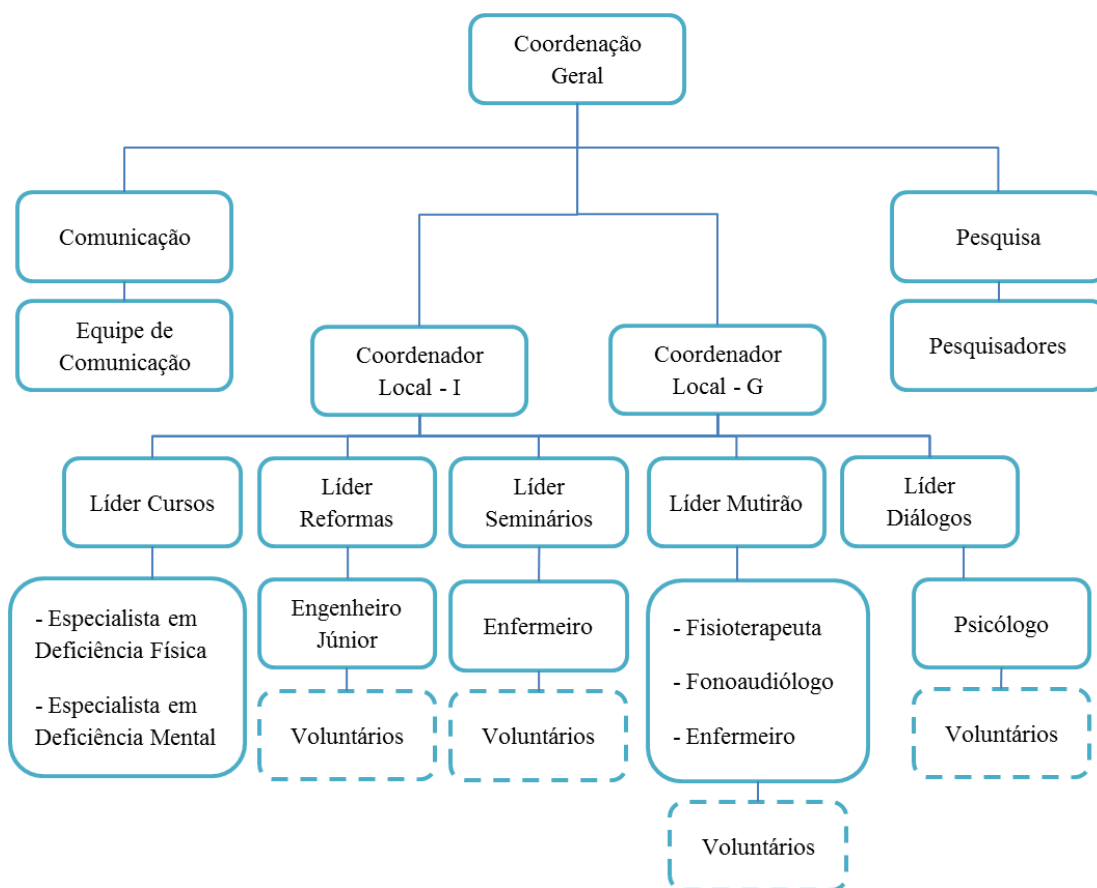 Coordenação
Geral
Comunicação
Pesquisa
Equipe de
Comunicação
Pesquisadores
Coordenador
Local - I
Coordenador
Local - G
Líder Cursos
Líder
Reformas
Líder
Seminários
Líder Mutirão
Líder
Diálogos
- Especialista em
Deficiência Física
- Especialista em
Deficiência Mental
Engenheiro
Júnior
Enfermeiro
- Fisioterapeuta
- Fonoaudiólogo
- Enfermeiro
Psicólogo
Voluntários
Voluntários
Voluntários
Voluntários